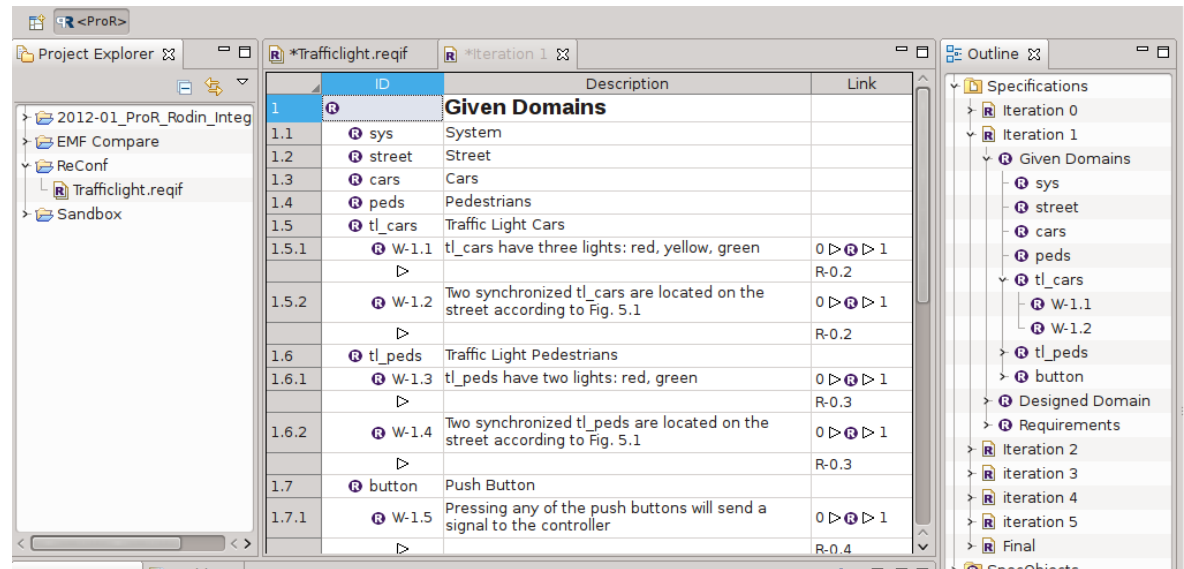 <ProR>
Project Explorer
2012-01_ProR_Rodin_Integ
EMF Compare
ReConf
Trafficlight.reqif
Sandbox
*Trafficlight.reqif *Iteration 1
ID Description Link
1 Given Domains
1.1 sys System
1.2 street Street
1.3 cars Cars
1.4 peds Pedestrians
1.5 tl_cars Traffic Light Cars
1.5.1 W-1.1 tl_cars have three lights: red, yellow, green 0 ▷ R ▷ 1
▷ R-0.2
1.5.2 W-1.2 Two synchronized tl_cars are located on the
street according to Fig. 5.1 0 ▷ R ▷ 1
▷ R-0.2
1.6 tl_peds Traffic Light Pedestrians
1.6.1 W-1.3 tl_peds have two lights: red, green 0 ▷ R ▷ 1
▷ R-0.3
1.6.2 W-1.4 Two synchronized tl_peds are located on the
street according to Fig. 5.1 0 ▷ R ▷ 1
▷ R-0.3
1.7 button Push Button
1.7.1 W-1.5 Pressing any of the push buttons will send a
signal to the controller 0 ▷ R ▷ 1
▷ R-0.4
Outline
Specifications
Iteration 0
Iteration 1
Given Domains
sys
street
cars
peds
tl_cars
W-1.1
W-1.2
tl_peds
button
Designed Domain
Requirements
Iteration 2
iteration 3
iteration 4
iteration 5
Final
SpecObjects